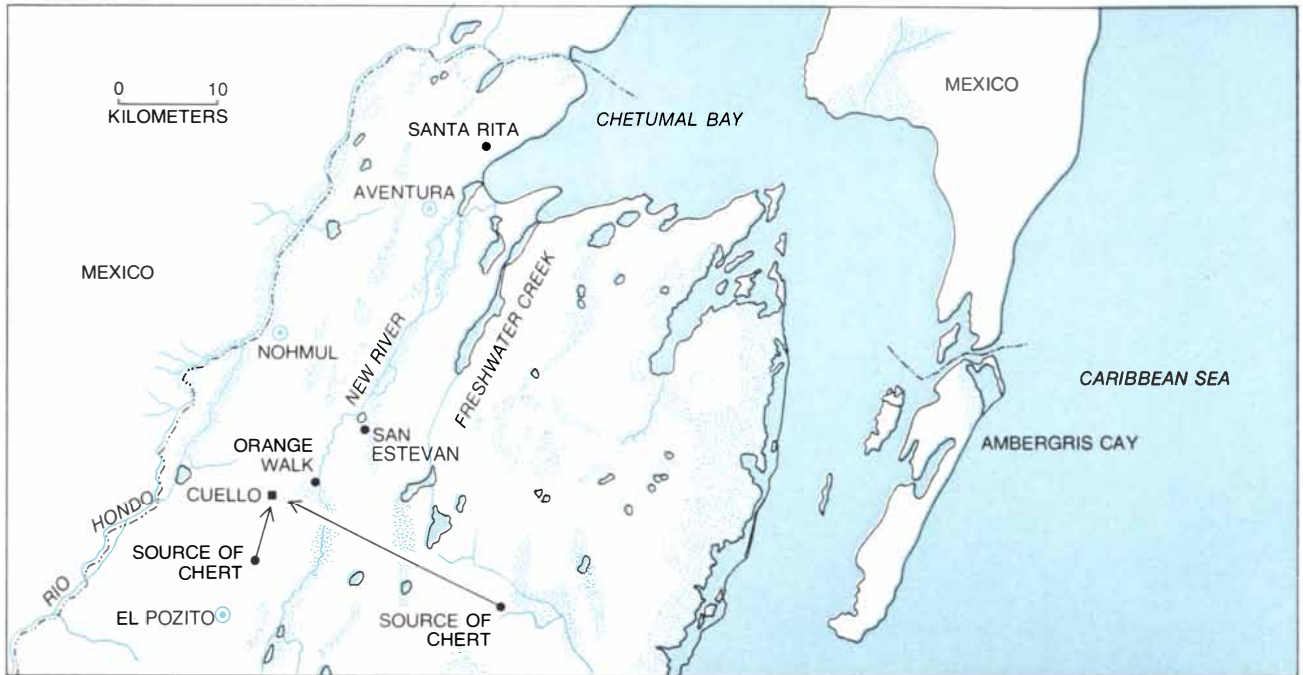 0 10
KILOMETERS
MEXICO
CHETUMAL BAY
SANTA RITA
AVENTURA
MEXICO
NEW RIVER
FRESHWATER CREEK
NOHMUL
CARIBBEAN SEA
SAN
ESTEVAN
AMBERGRIS CAY
ORANGE
WALK
CUELLO
RIO HONDO
SOURCE OF
CHERT
EL POZITO
SOURCE OF
CHERT